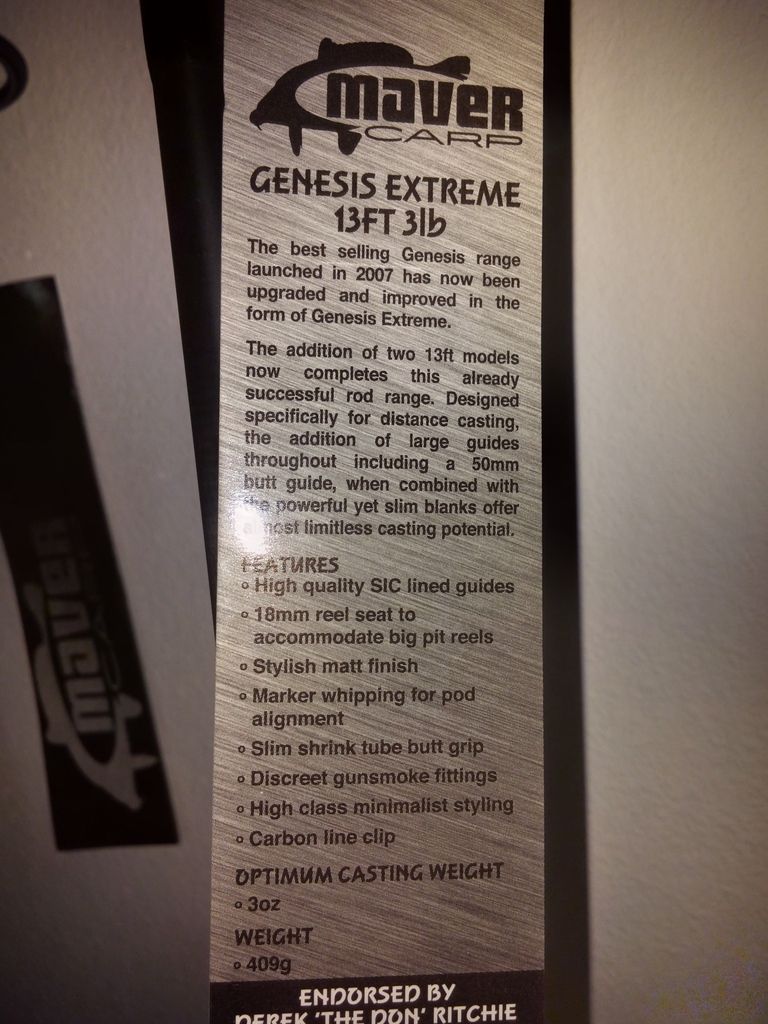 maver
CARP
GENESIS EXTREME
13FT 3lb
The best selling Genesis range
launched in 2007 has now been
upgraded and improved in the
form of Genesis Extreme.
The addition of two 13ft models
now completes this already
successful rod range. Designed
specifically for distance casting,
the addition of large guides
throughout including a 50mm
butt guide, when combined with
the powerful yet slim blanks offer
almost limitless casting potential.
FEATURES
High quality SIC lined guides
18mm reel seat to
accommodate big pit reels
Stylish matt finish
Marker whipping for pod
alignment
Slim shrink tube butt grip
Discreet gunsmoke fittings
High class minimalist styling
Carbon line clip
OPTIMUM CASTING WEIGHT
3oz
WEIGHT
409g
ENDORSED BY
DEREK 'THE DON' RITCHIE
maver